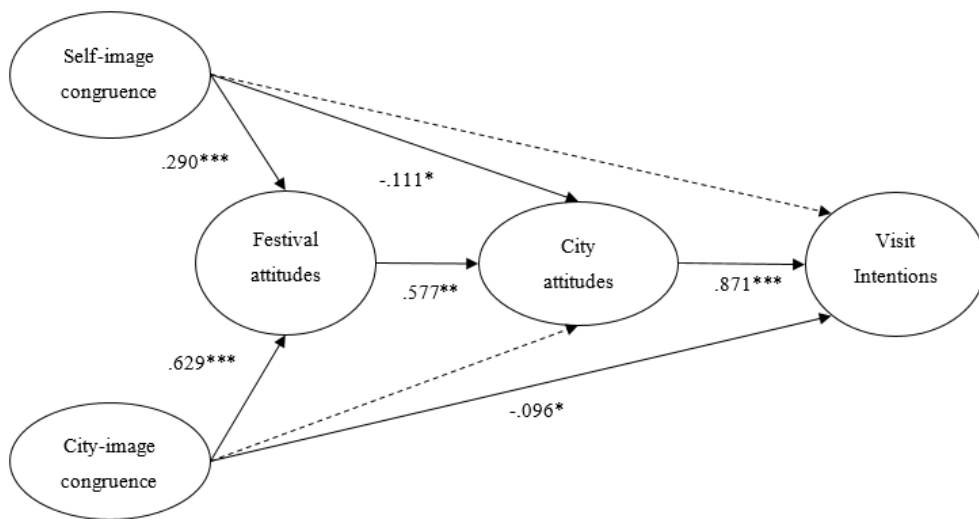 Self-image
congruence
.290***
-.111*
Festival
attitudes
City
attitudes
Visit
Intentions
.577**
.871***
.629***
-.096*
City-image
congruence